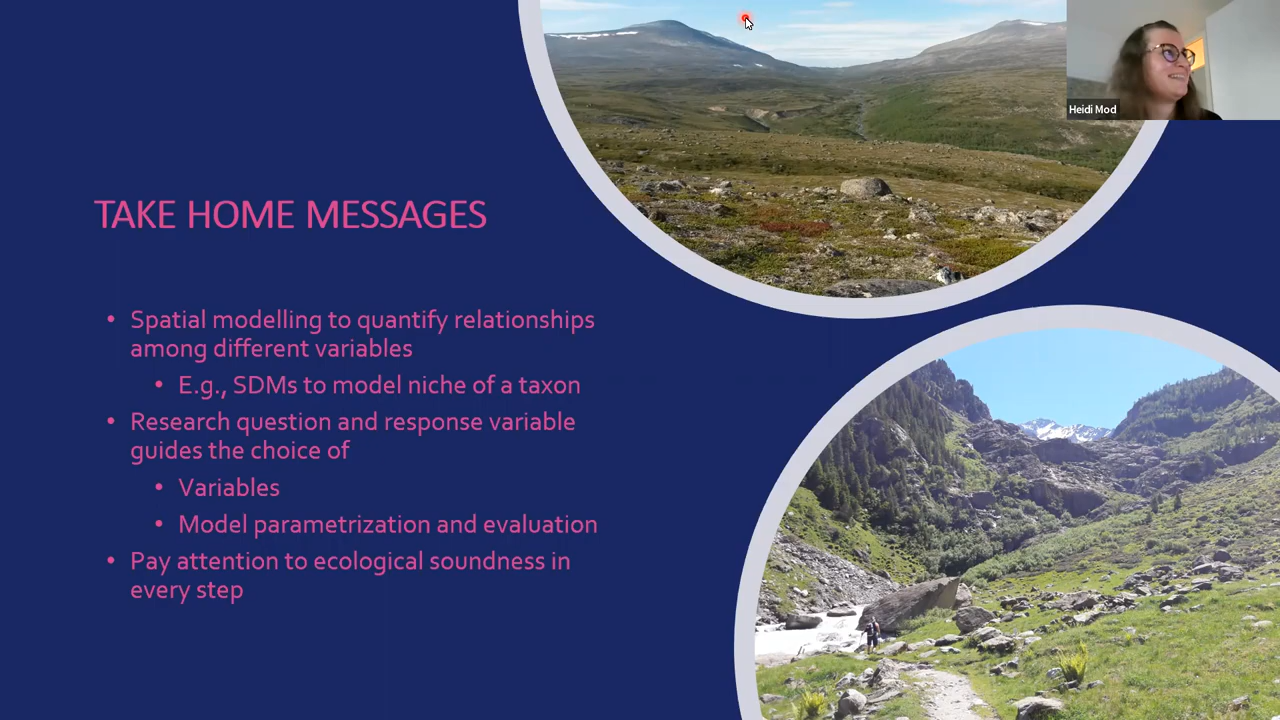 Heidi Mod
TAKE HOME MESSAGES
• Spatial modelling to quantify relationships
among different variables
• E.g., SDMs to model niche of a taxon
• Research question and response variable
guides the choice of
• Variables
• Model parametrization and evaluation
• Pay attention to ecological soundness in
every step